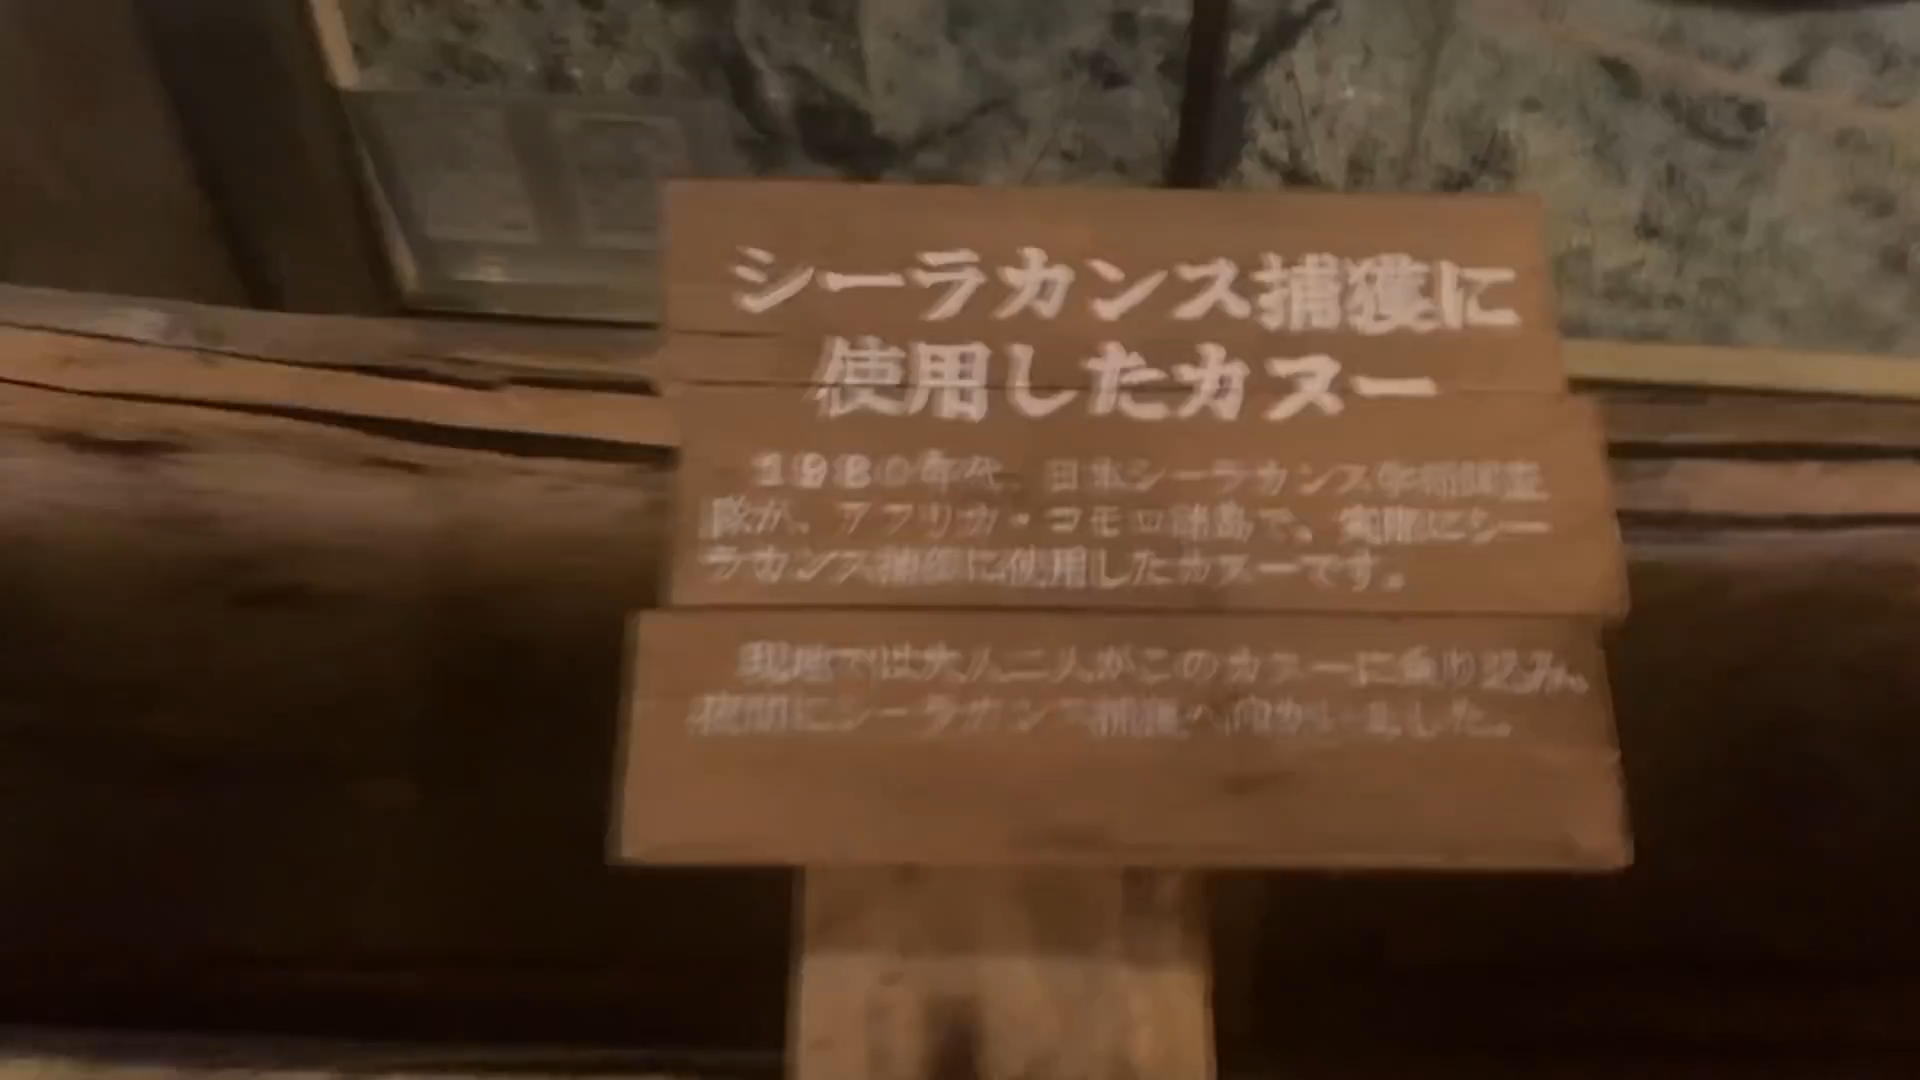 シーラカンス捕獲に
使用したカヌー
1980年代、日本シーラカンス学術調査
隊が、アフリカ・コモロ諸島で、実際にシー
ラカンス捕獲に使用したカヌーです。
現地では大人二人がこのカヌーに乗り込み、
夜間にシーラカンス捕獲へ向かいました。